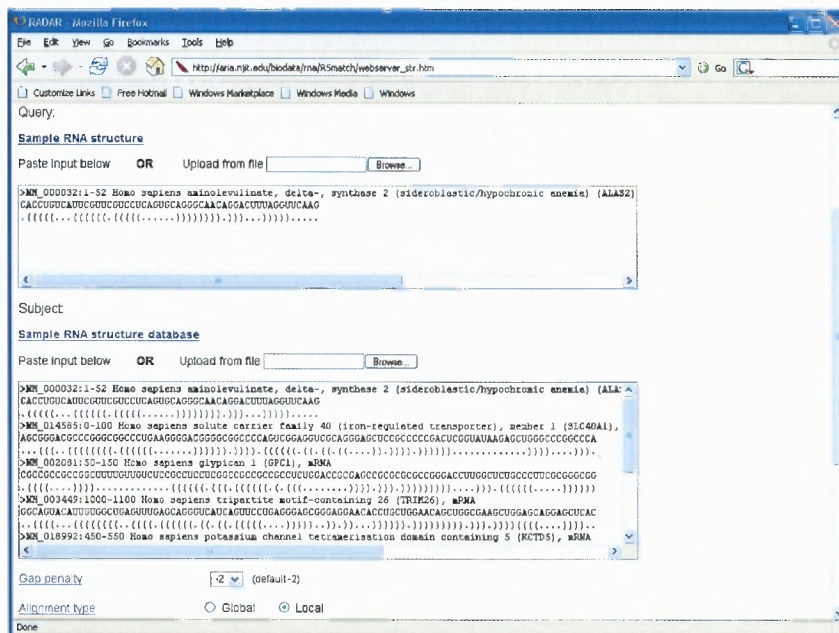 RADAR - Mozilla Firefox
File Edit View Go Bookmarks Tools Help
http://aria.njit.edu/biodata/rna/RSmatch/webserver_str.htm Go
Customize Links Free Hotmail Windows Marketplace Windows Media Windows
Query:
Sample RNA structure
Paste input below OR Upload from file Browse...
>NM_000032:1-52 Homo sapiens aminolevulinate, delta-, synthase 2 (sideroblastic/hypochromic anemia) (ALAS2)
CACCUGUCAUUCGUUCGUCCUCAGUGCAGGGCAACAGGACUUUAGGUUCAAG
.(((((...((((((.(((((......)))))))).)))...))))).....
Subject:
Sample RNA structure database
Paste input below OR Upload from file Browse...
>NM_000032:1-52 Homo sapiens aminolevulinate, delta-, synthase 2 (sideroblastic/hypochromic anemia) (ALA
CACCUGUCAUUCGUUCGUCCUCAGUGCAGGGCAACAGGACUUUAGGUUCAAG
.(((((...((((((.(((((......)))))))).)))...))))).....
>NM_014585:0-100 Homo sapiens solute carrier family 40 (iron-regulated transporter), member 1 (SLC40A1),
>NM_002081:50-150 Homo sapiens glypican 1 (GPC1), mRNA
>NM_003449:1000-1100 Homo sapiens tripartite motif-containing 26 (TRIM26), mRNA
>NM_018992:450-550 Homo sapiens potassium channel tetramerisation domain containing 5 (KCTD5), mRNA
Gap penalty -2 (default-2)
Alignment type Global Local
Done